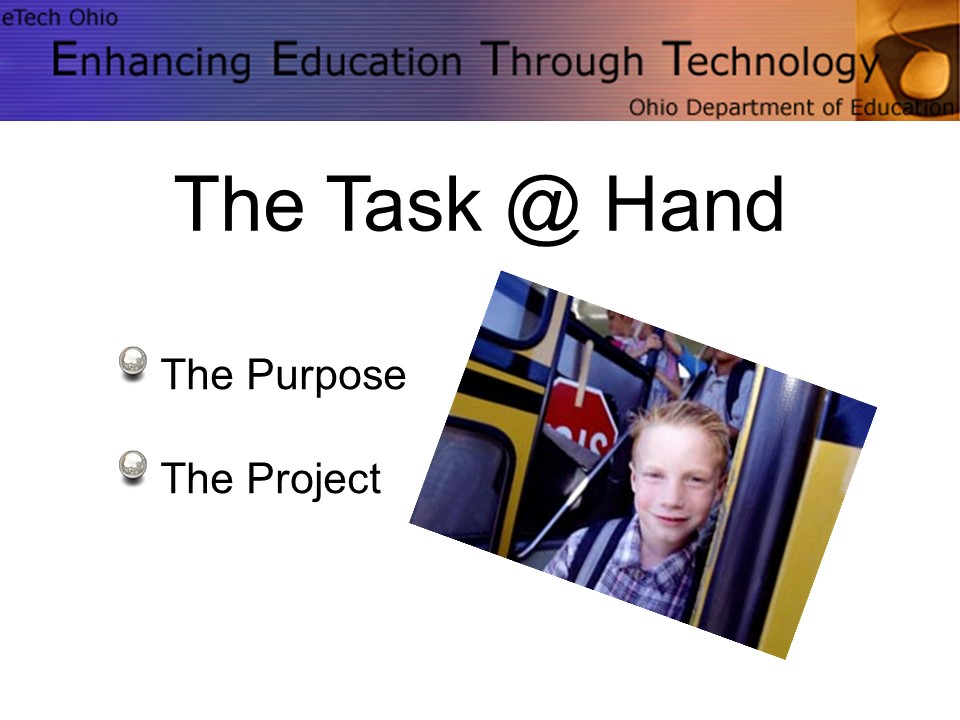 eTech Ohio
Enhancing Education Through Technology
Ohio Department of Education
The Task @ Hand
The Purpose
The Project